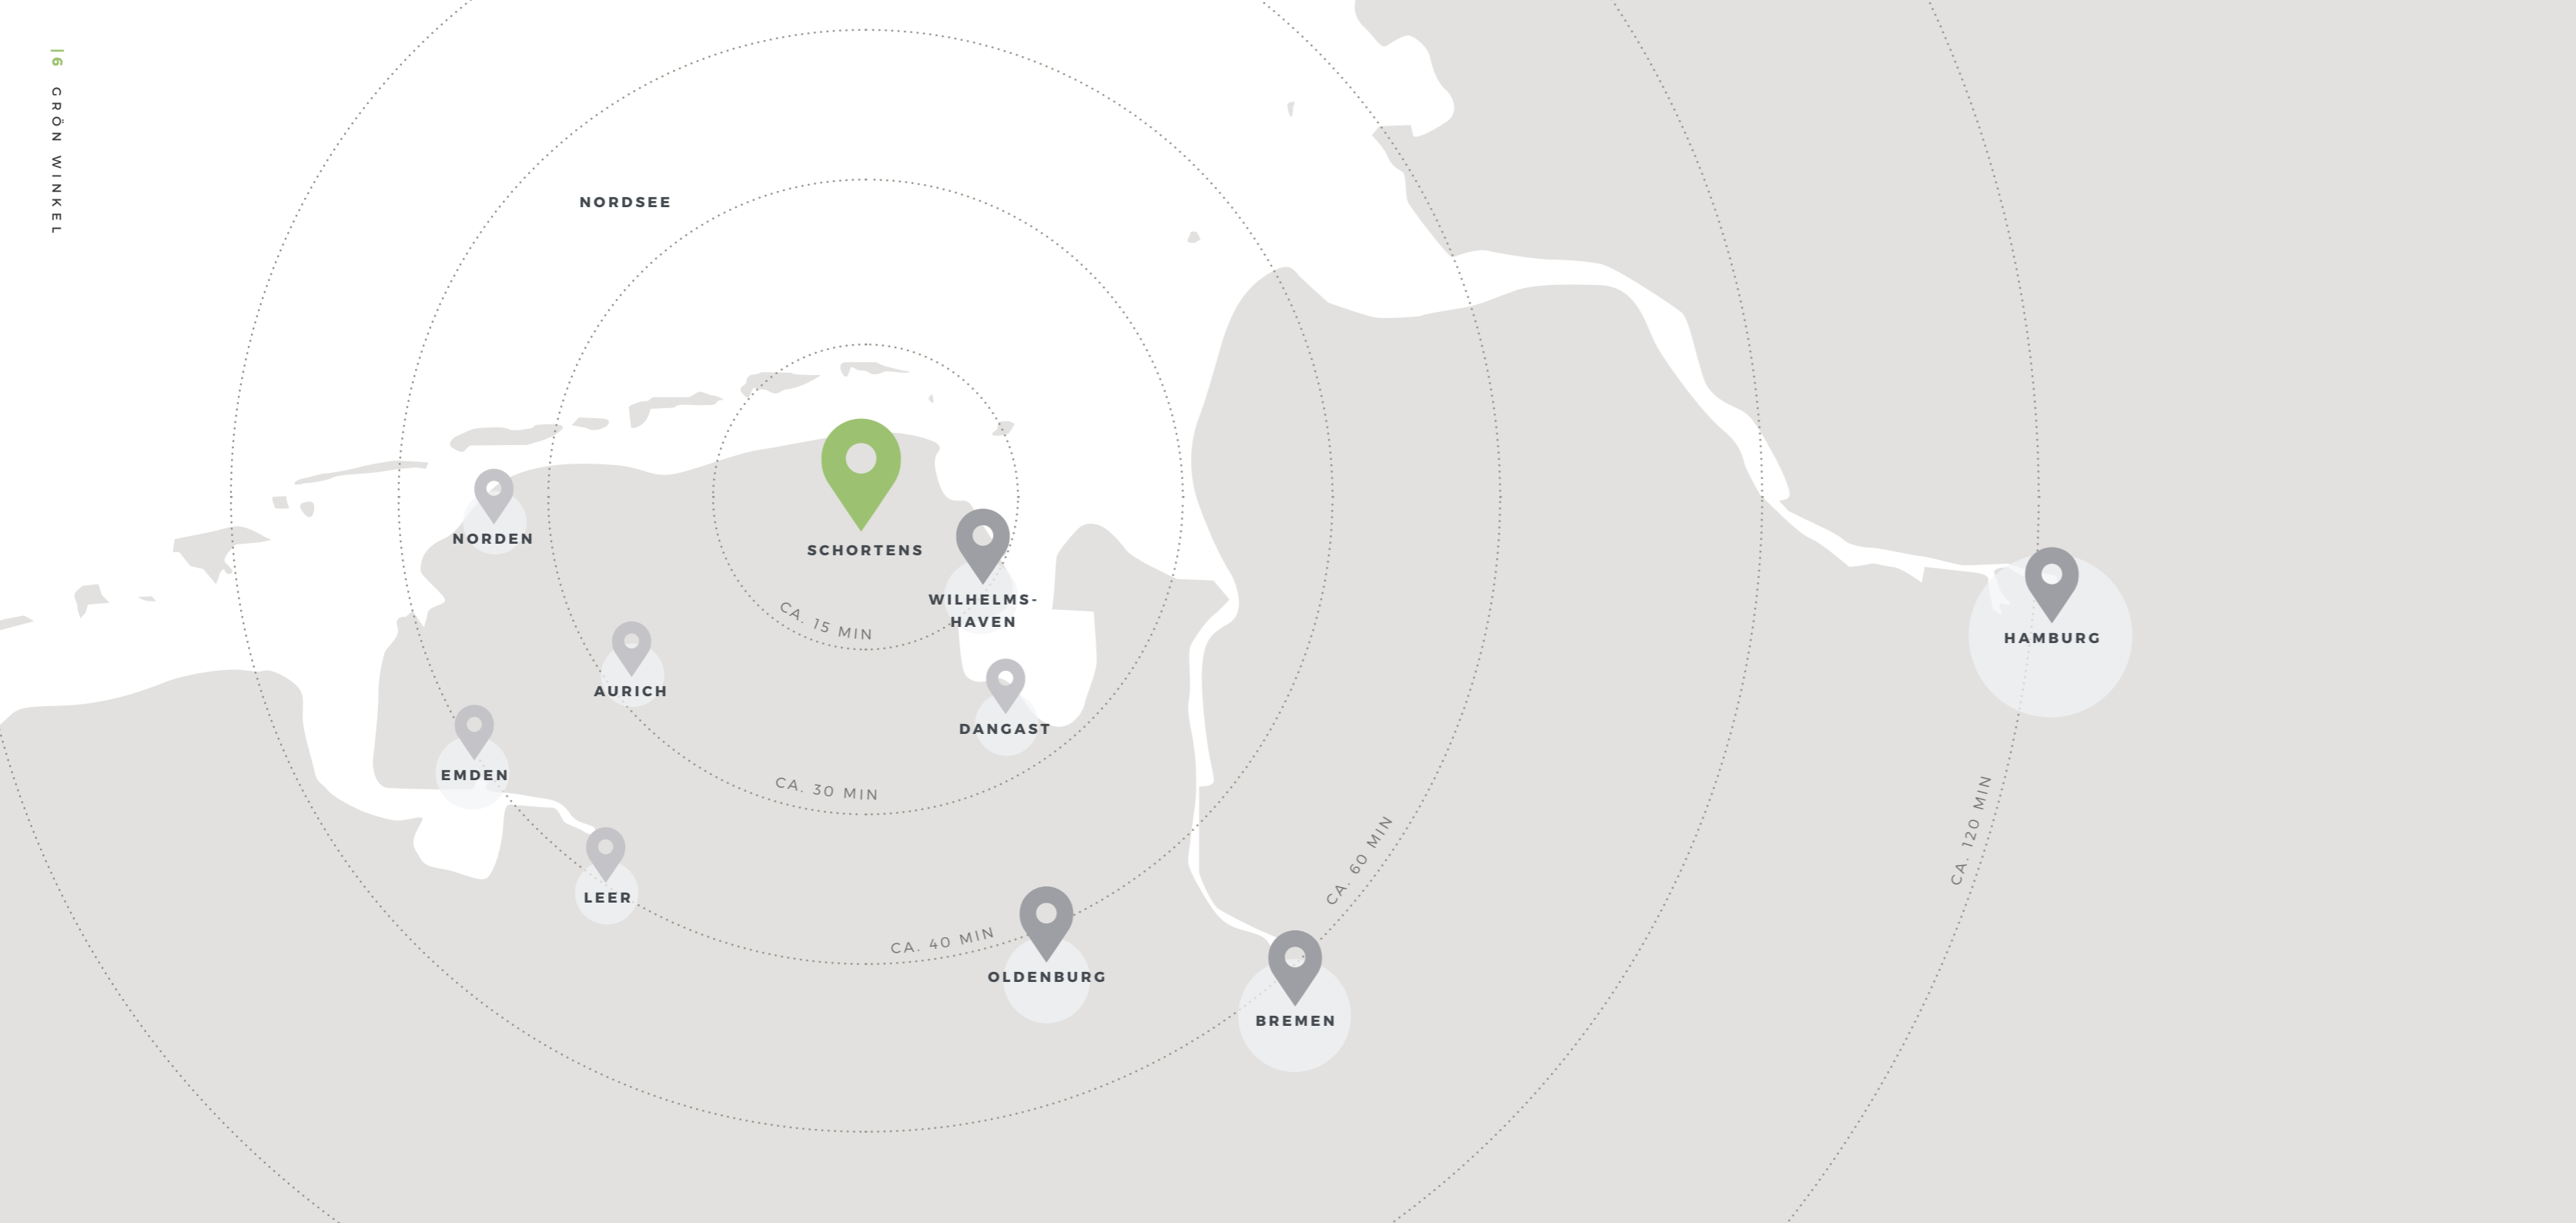 |6 GRÖN WINKEL
NORDSEE
NORDEN
SCHORTENS
WILHELMS-
HAVEN
CA. 15 MIN
HAMBURG
AURICH
DANGAST
EMDEN
CA. 30 MIN
CA. 60 MIN
CA. 120 MIN
LEER
CA. 40 MIN
OLDENBURG
BREMEN